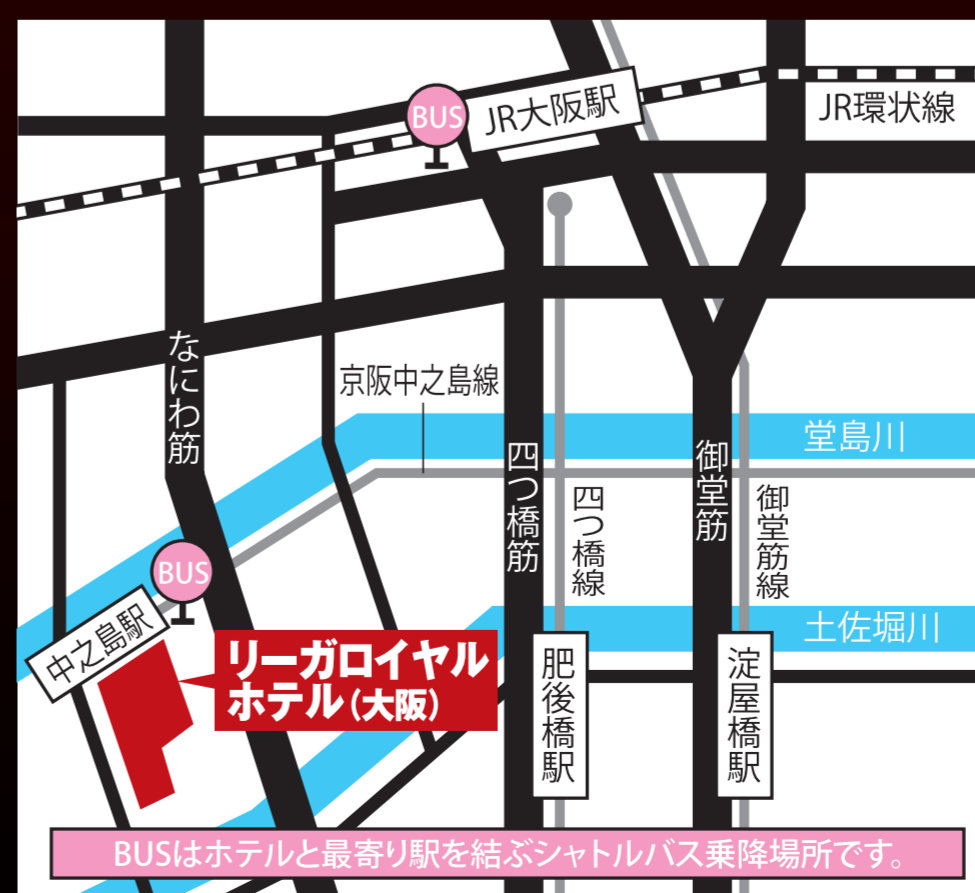 BUS
JR大阪駅
JR環状線
なにわ筋
京阪中之島線
堂島川
四つ橋筋
四つ橋線
御堂筋
御堂筋線
BUS
中之島駅
土佐堀川
リーガロイヤル
ホテル(大阪)
肥後橋駅
淀屋橋駅
BUSはホテルと最寄り駅を結ぶシャトルバス乗降場所です。